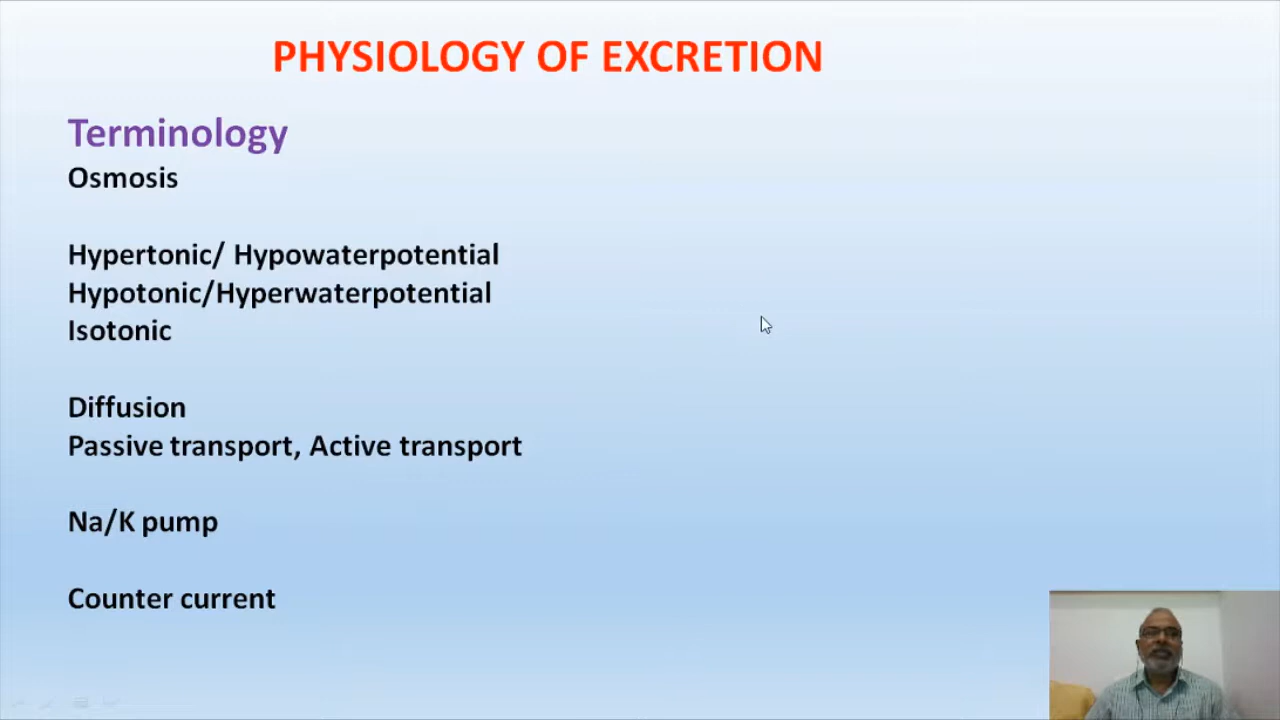 PHYSIOLOGY OF EXCRETION
Terminology
Osmosis
Hypertonic/ Hypowaterpotential
Hypotonic/Hyperwaterpotential
Isotonic
Diffusion
Passive transport, Active transport
Na/K pump
Counter current